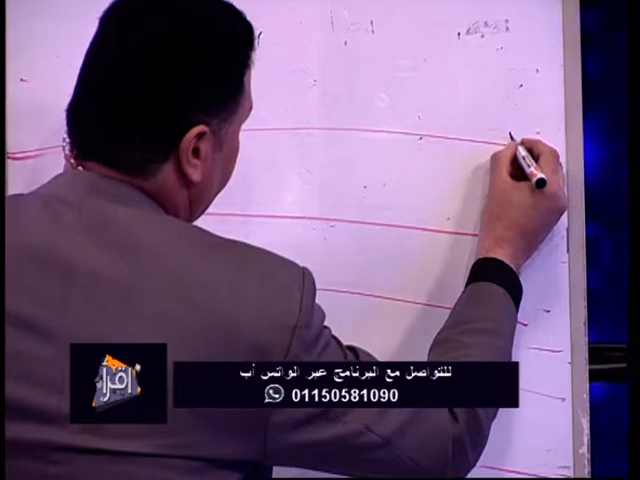 للتواصل مع البرنامج عبر الواتس أب
01150581090
اقرأ